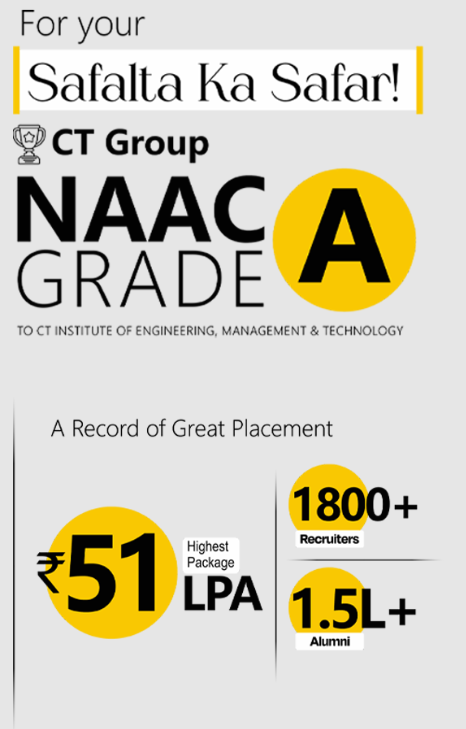 For your
Safalta Ka Safar!
CT Group
NAAC
GRADE
A
TO CT INSTITUTE OF ENGINEERING, MANAGEMENT & TECHNOLOGY
A Record of Great Placement
₹51
Highest
Package
LPA
1800+
Recruiters
1.5L+
Alumni